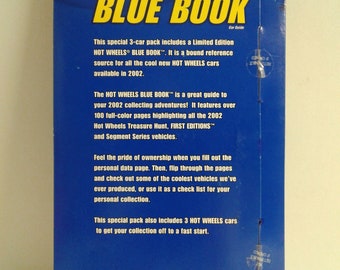 BLUE BOOK
Car Guide
This special 3-car pack includes a Limited Edition
HOT WHEELS® BLUE BOOK™. It is a bound reference
source for all the cool new HOT WHEELS cars
available in 2002.
The HOT WHEELS BLUE BOOK™ is a great guide to
your 2002 collecting adventures! It features over
100 full-color pages highlighting all the 2002
Hot Wheels Treasure Hunt, FIRST EDITIONS™
and Segment Series vehicles.
Feel the pride of ownership when you fill out the
personal data page. Then, flip through the pages
and check out some of the coolest vehicles we've
ever produced, or use it as a check list for your
personal collection.
This special pack also includes 3 HOT WHEELS cars
to get your collection off to a fast start.